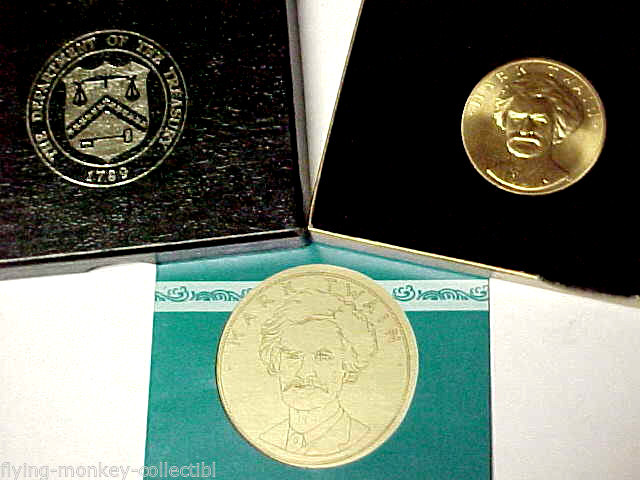 THE DEPARTMENT OF THE TREASURY
1789
MARK TWAIN
MARK TWAIN
flying-monkey-collectibl